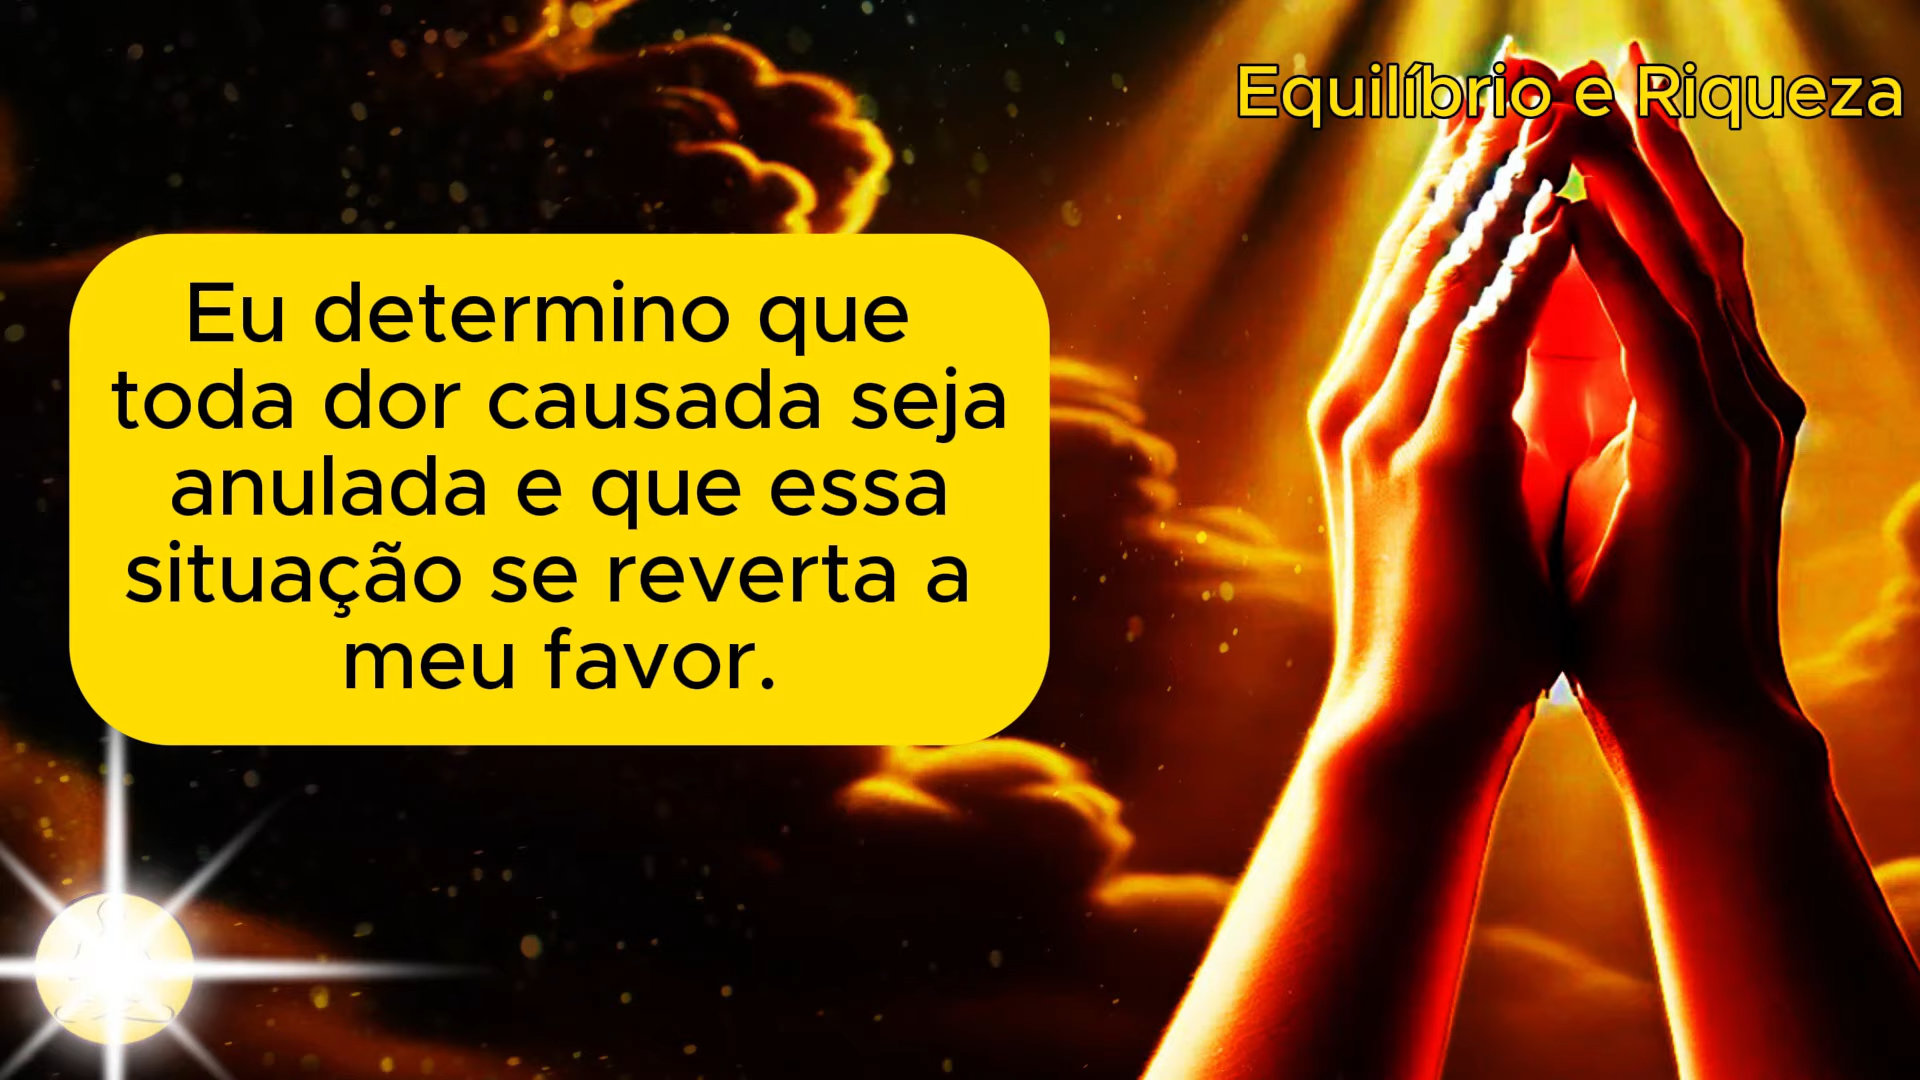 Equilíbrio e Riqueza
Eu determino que
toda dor causada seja
anulada e que essa
situação se reverta a
meu favor.